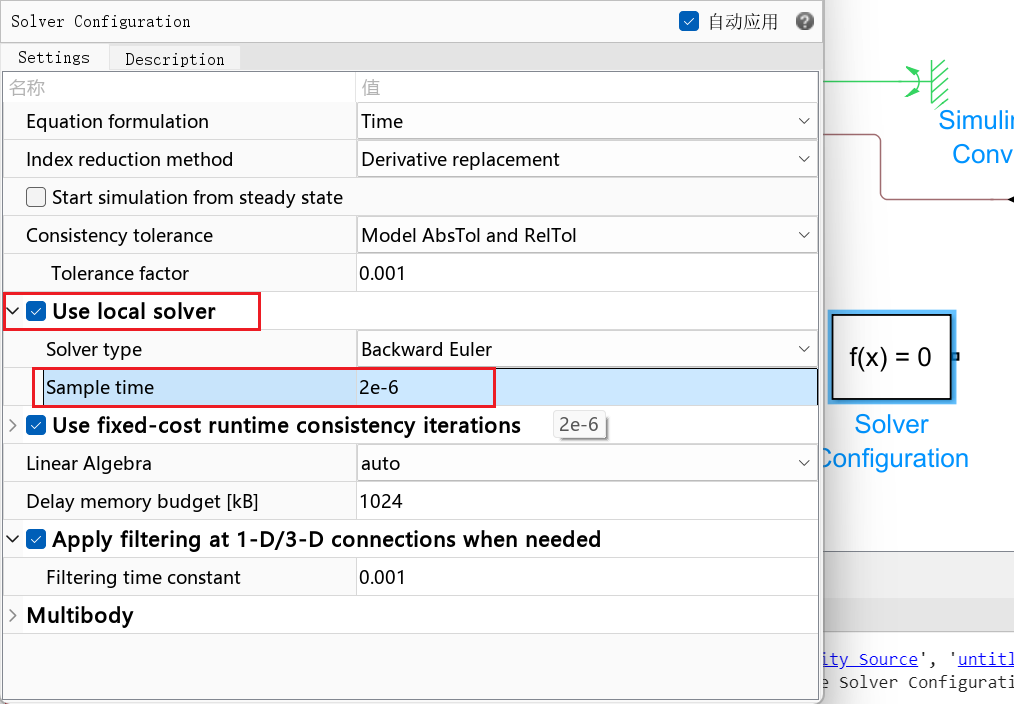 Solver Configuration
自动应用
Settings Description
名称 值
Equation formulation Time
Index reduction method Derivative replacement
Start simulation from steady state
Consistency tolerance Model AbsTol and RelTol
Tolerance factor 0.001
Use local solver
Solver type Backward Euler
Sample time 2e-6
Use fixed-cost runtime consistency iterations
2e-6
Linear Algebra auto
Delay memory budget [kB] 1024
Apply filtering at 1-D/3-D connections when needed
Filtering time constant 0.001
Multibody
Simulin
Conv
f(x) = 0
Solver
Configuration
ity Source', 'untitl
e Solver Configurati